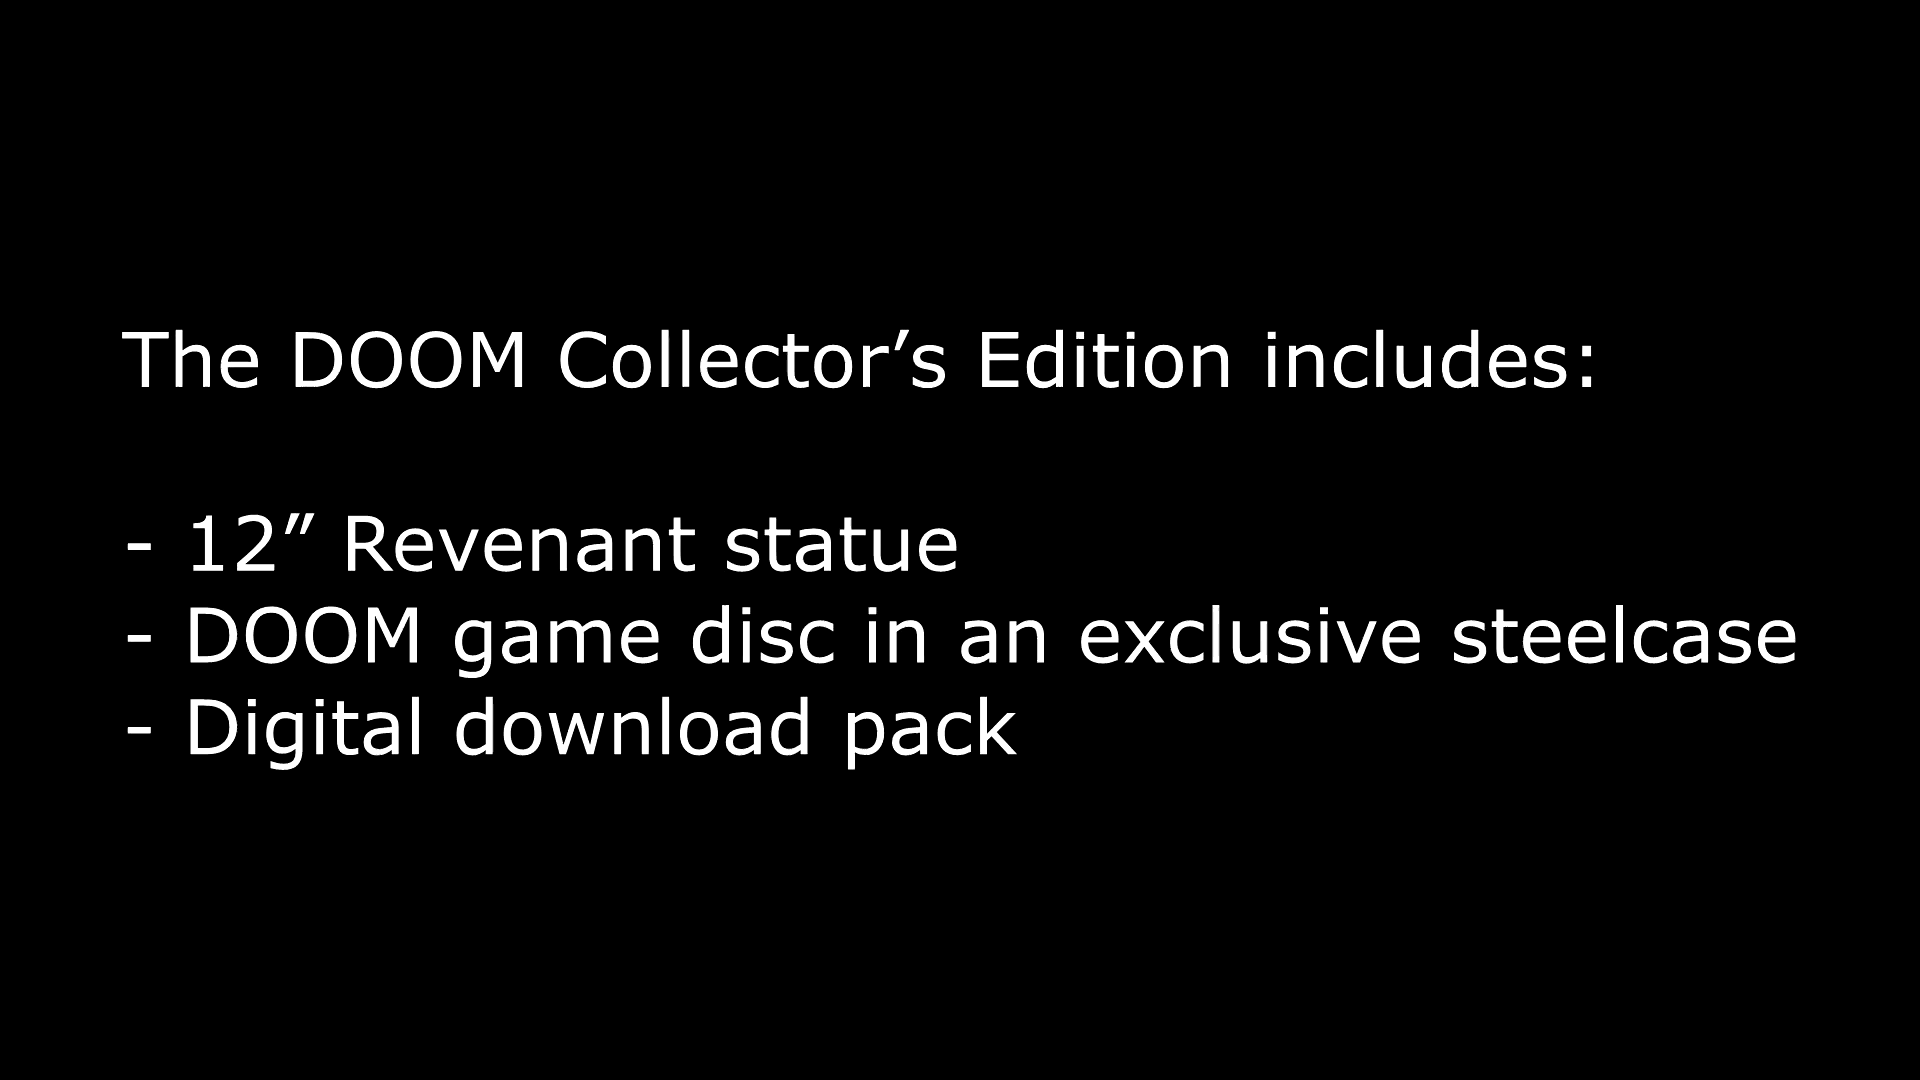 The DOOM Collector’s Edition includes:
- 12” Revenant statue
- DOOM game disc in an exclusive steelcase
- Digital download pack